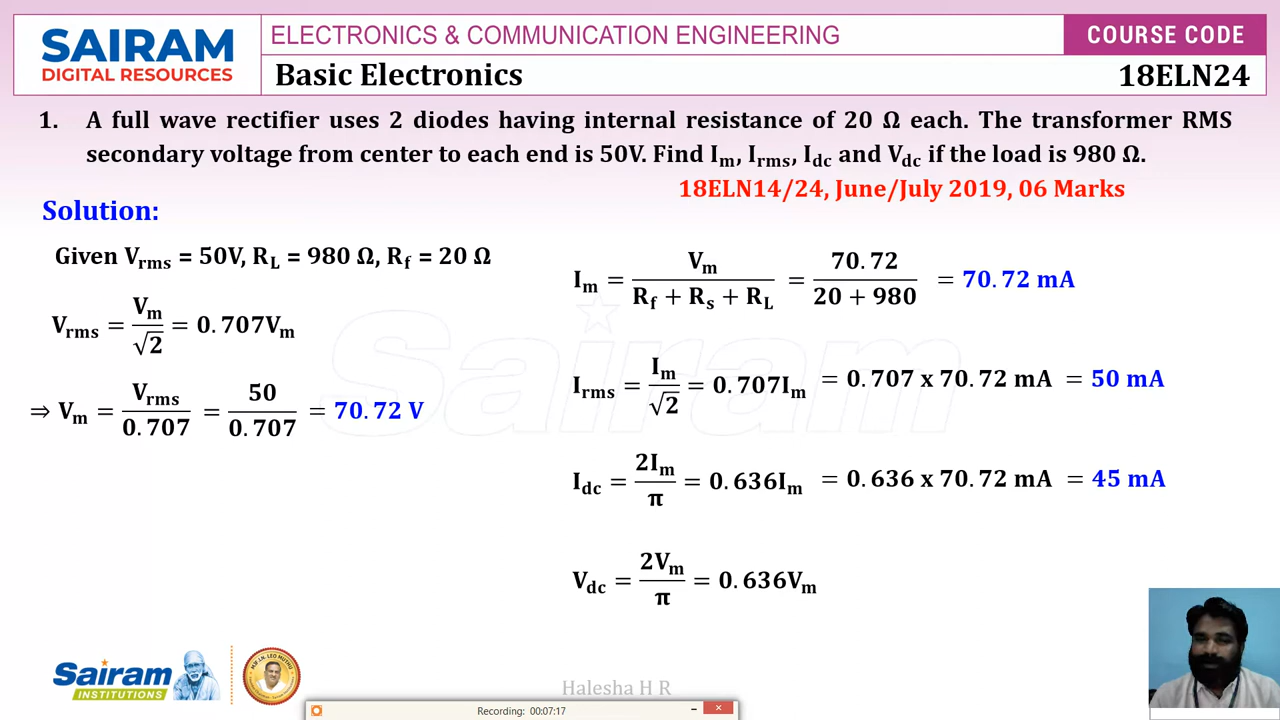 SAIRAM
DIGITAL RESOURCES
ELECTRONICS & COMMUNICATION ENGINEERING
COURSE CODE
Basic Electronics
18ELN24
1. A full wave rectifier uses 2 diodes having internal resistance of 20 Ω each. The transformer RMS
secondary voltage from center to each end is 50V. Find Im, Irms, Idc and Vdc if the load is 980 Ω.
18ELN14/24, June/July 2019, 06 Marks
Solution:
Given Vrms = 50V, RL = 980 Ω, Rf = 20 Ω
Vrms = Vm/√2 = 0.707Vm
⇒ Vm = Vrms/0.707 = 50/0.707 = 70.72 V
Im = Vm/(Rf + Rs + RL) = 70.72/(20 + 980) = 70.72 mA
Irms = Im/√2 = 0.707Im = 0.707 x 70.72 mA = 50 mA
Idc = 2Im/π = 0.636Im = 0.636 x 70.72 mA = 45 mA
Vdc = 2Vm/π = 0.636Vm
Sairam
Sairam
INSTITUTIONS
Halesha H R
Recording: 00:07:17